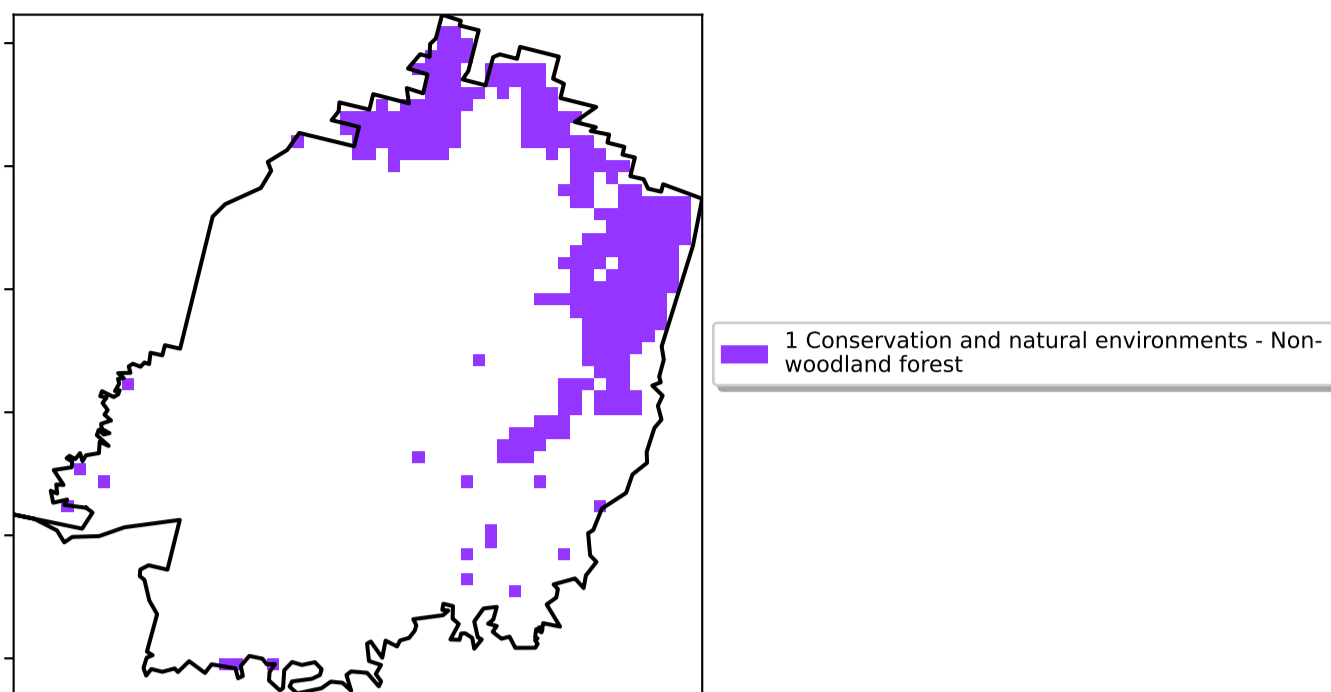 1 Conservation and natural environments - Non-
woodland forest